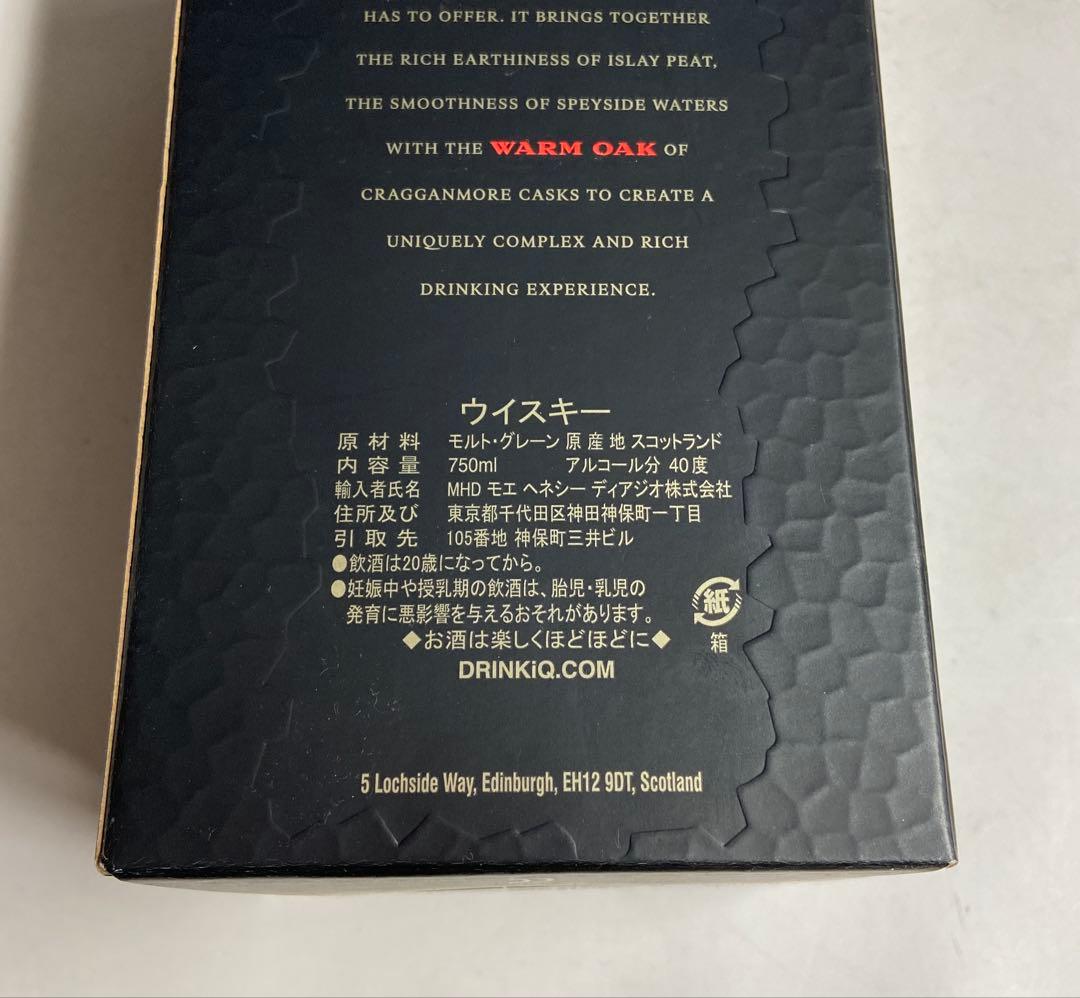 HAS TO OFFER. IT BRINGS TOGETHER
THE RICH EARTHINESS OF ISLAY PEAT,
THE SMOOTHNESS OF SPEYSIDE WATERS
WITH THE WARM OAK OF
CRAGGANMORE CASKS TO CREATE A
UNIQUELY COMPLEX AND RICH
DRINKING EXPERIENCE.
ウイスキー
原材料 モルト・グレーン 原産地 スコットランド
内容量 750ml アルコール分 40度
輸入者氏名 MHD モエ ヘネシー ディアジオ株式会社
住所及び 東京都千代田区神田神保町一丁目
引取先 105番地 神保町三井ビル
●飲酒は20歳になってから。
●妊娠中や授乳期の飲酒は、胎児・乳児の
発育に悪影響を与えるおそれがあります。
◆お酒は楽しくほどほどに◆
紙
箱
DRINKiQ.COM
5 Lochside Way, Edinburgh, EH12 9DT, Scotland